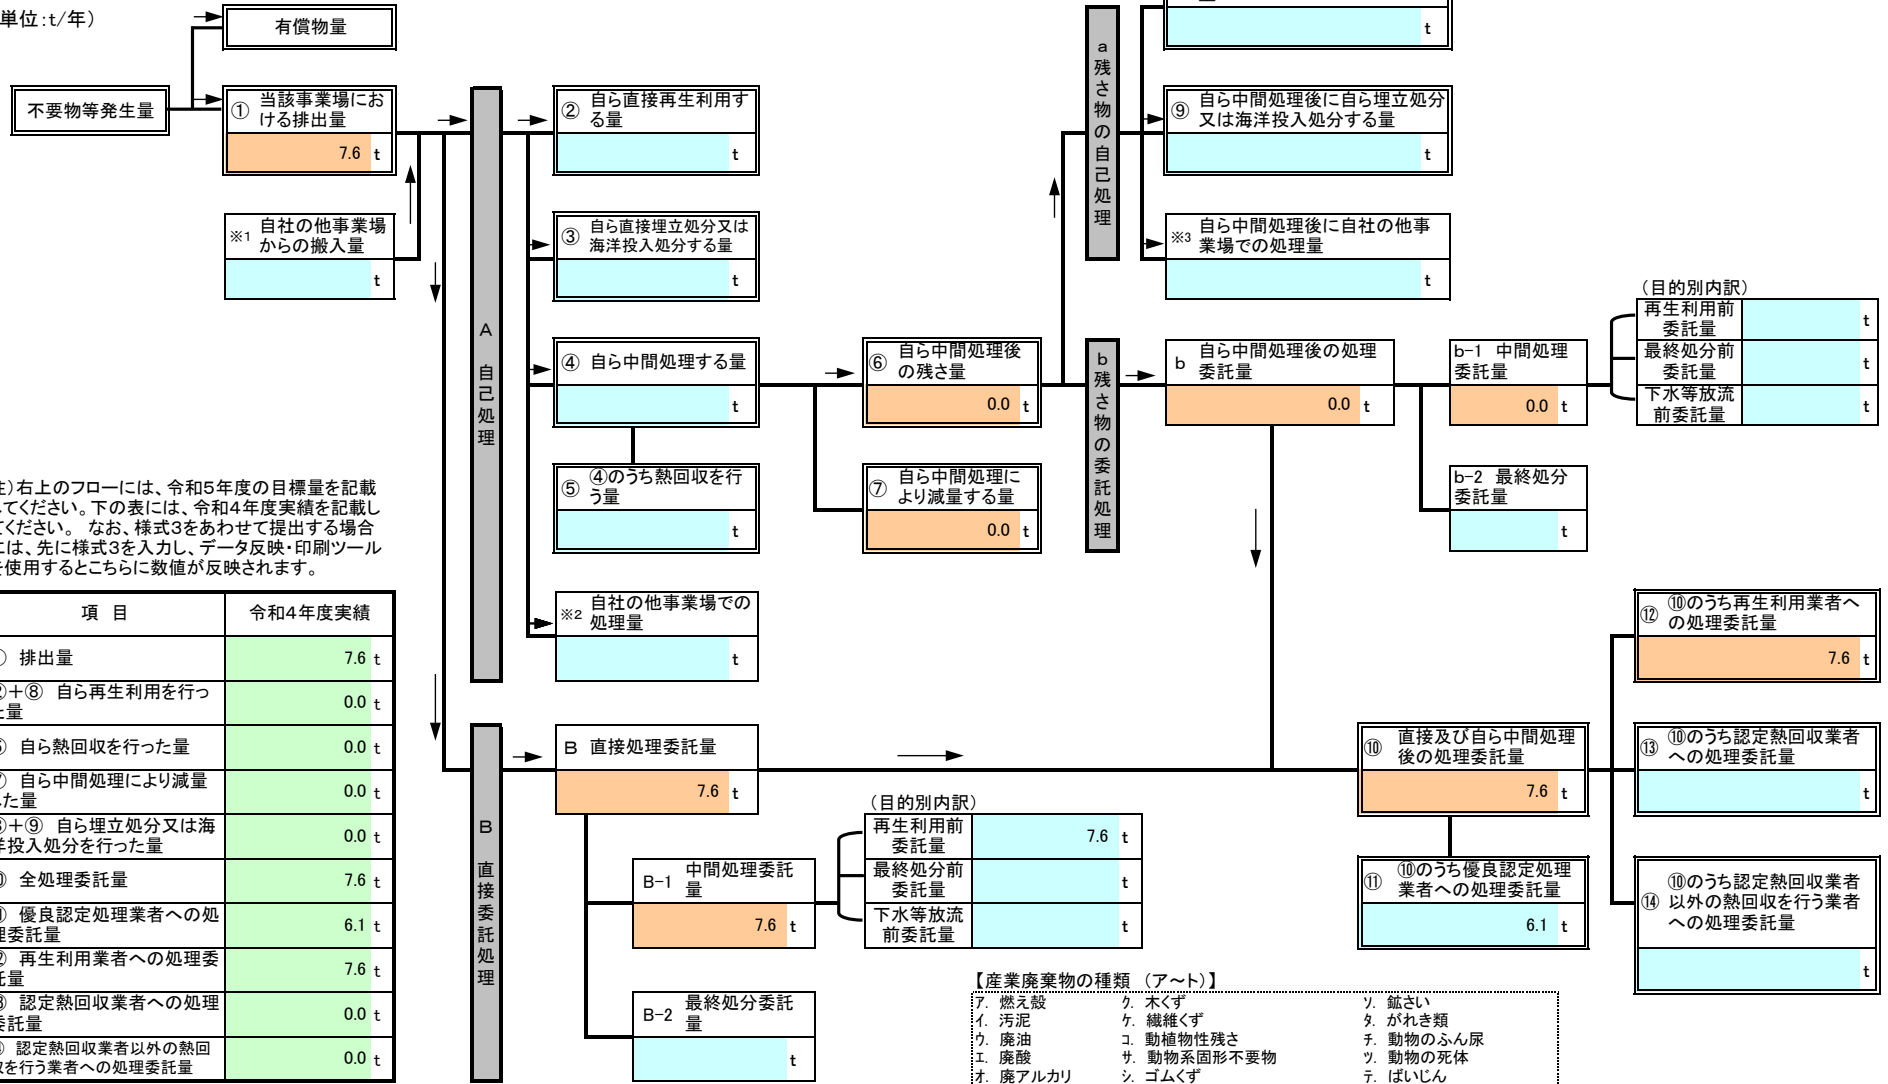 単位:t/年）
有償物量
不要物等発生量
① 当該事業場にお
ける排出量
7.6 t
※1 自社の他事業場
からの搬入量
t
A 自己処理
② 自ら直接再生利用す
る量
t
③ 自ら直接埋立処分又は
海洋投入処分する量
t
④ 自ら中間処理する量
t
⑤ ④のうち熱回収を行
う量
t
※2 自社の他事業場での
処理量
t
⑥ 自ら中間処理後
の残さ量
0.0 t
⑦ 自ら中間処理に
より減量する量
0.0 t
a 残さ物の自己処理
t
⑨ 自ら中間処理後に自ら埋立処分
又は海洋投入処分する量
t
※3 自ら中間処理後に自社の他事
業場での処理量
t
b 残さ物の委託処理
b 自ら中間処理後の処理
委託量
0.0 t
b-1 中間処理
委託量
0.0 t
b-2 最終処分
委託量
t
（目的別内訳）
再生利用前
委託量
t
最終処分前
委託量
t
下水等放流
前委託量
t
注）右上のフローには、令和5年度の目標量を記載
してください。下の表には、令和4年度実績を記載し
てください。 なお、様式3をあわせて提出する場合
には、先に様式3を入力し、データ反映・印刷ツール
を使用するとこちらに数値が反映されます。
項 目 令和4年度実績
① 排出量 7.6 t
②＋⑧ 自ら再生利用を行っ
た量 0.0 t
⑤ 自ら熱回収を行った量 0.0 t
⑦ 自ら中間処理により減量
した量 0.0 t
③＋⑨ 自ら埋立処分又は海
洋投入処分を行った量 0.0 t
⑩ 全処理委託量 7.6 t
⑪ 優良認定処理業者への処
理委託量 6.1 t
⑫ 再生利用業者への処理委
託量 7.6 t
⑬ 認定熱回収業者への処理
委託量 0.0 t
⑭ 認定熱回収業者以外の熱回
収を行う業者への処理委託量 0.0 t
B 直接委託処理
B 直接処理委託量
7.6 t
B-1 中間処理委託
量
7.6 t
B-2 最終処分委託
量
t
（目的別内訳）
再生利用前
委託量
7.6 t
最終処分前
委託量
t
下水等放流
前委託量
t
⑩ 直接及び自ら中間処理
後の処理委託量
7.6 t
⑪ ⑩のうち優良認定処理
業者への処理委託量
6.1 t
⑫ ⑩のうち再生利用業者へ
の処理委託量
7.6 t
⑬ ⑩のうち認定熱回収業者
への処理委託量
t
⑭ ⑩のうち認定熱回収業者
以外の熱回収を行う業者
への処理委託量
t
【産業廃棄物の種類 （ア～ト）】
ア. 燃え殻 ク. 木くず ソ. 鉱さい
イ. 汚泥 ケ. 繊維くず タ. がれき類
ウ. 廃油 コ. 動植物性残さ チ. 動物のふん尿
エ. 廃酸 サ. 動物系固形不要物 ツ. 動物の死体
オ. 廃アルカリ シ. ゴムくず テ. ばいじん